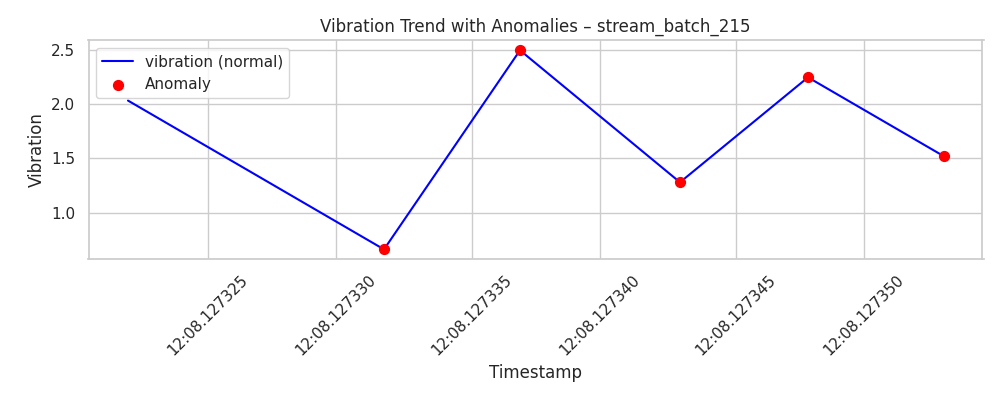 Vibration Trend with Anomalies – stream_batch_215
vibration (normal)
Anomaly
Vibration
2.5
2.0
1.5
1.0
12:08.127325
12:08.127330
12:08.127335
12:08.127340
12:08.127345
12:08.127350
Timestamp